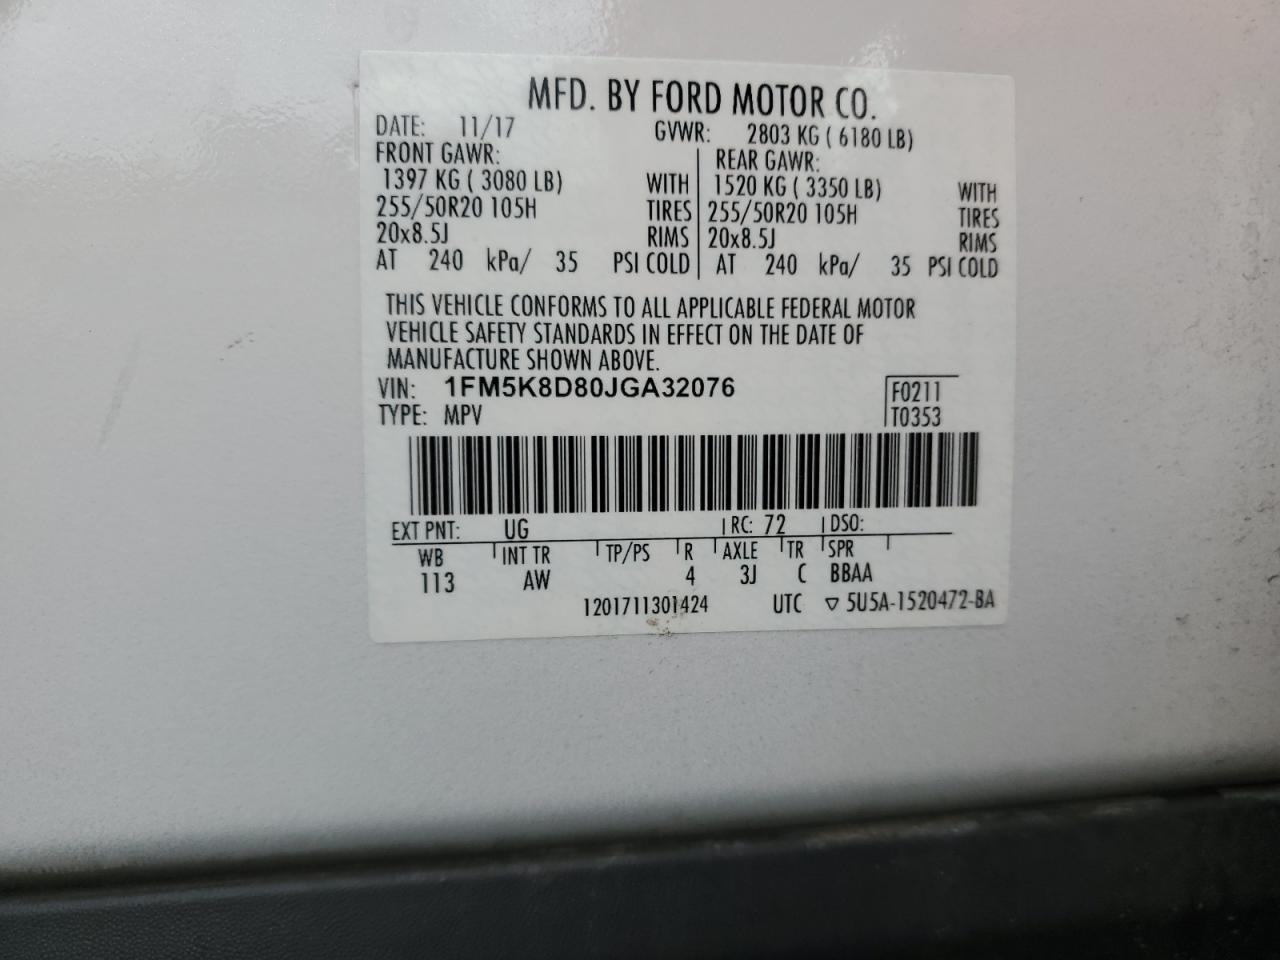 MFD. BY FORD MOTOR CO.
DATE: 11/17 GVWR: 2803 KG ( 6180 LB)
FRONT GAWR: REAR GAWR:
1397 KG ( 3080 LB) WITH 1520 KG ( 3350 LB) WITH
255/50R20 105H TIRES 255/50R20 105H TIRES
20x8.5J RIMS 20x8.5J RIMS
AT 240 kPa/ 35 PSI COLD AT 240 kPa/ 35 PSI COLD
THIS VEHICLE CONFORMS TO ALL APPLICABLE FEDERAL MOTOR
VEHICLE SAFETY STANDARDS IN EFFECT ON THE DATE OF
MANUFACTURE SHOWN ABOVE.
VIN: 1FM5K8D80JGA32076 F0211
TYPE: MPV T0353
EXT PNT: UG RC: 72 DSO:
WB INT TR TP/PS R AXLE TR SPR
113 AW 4 3J C BBAA
1201711301424 UTC ▽ 5U5A-1520472-BA